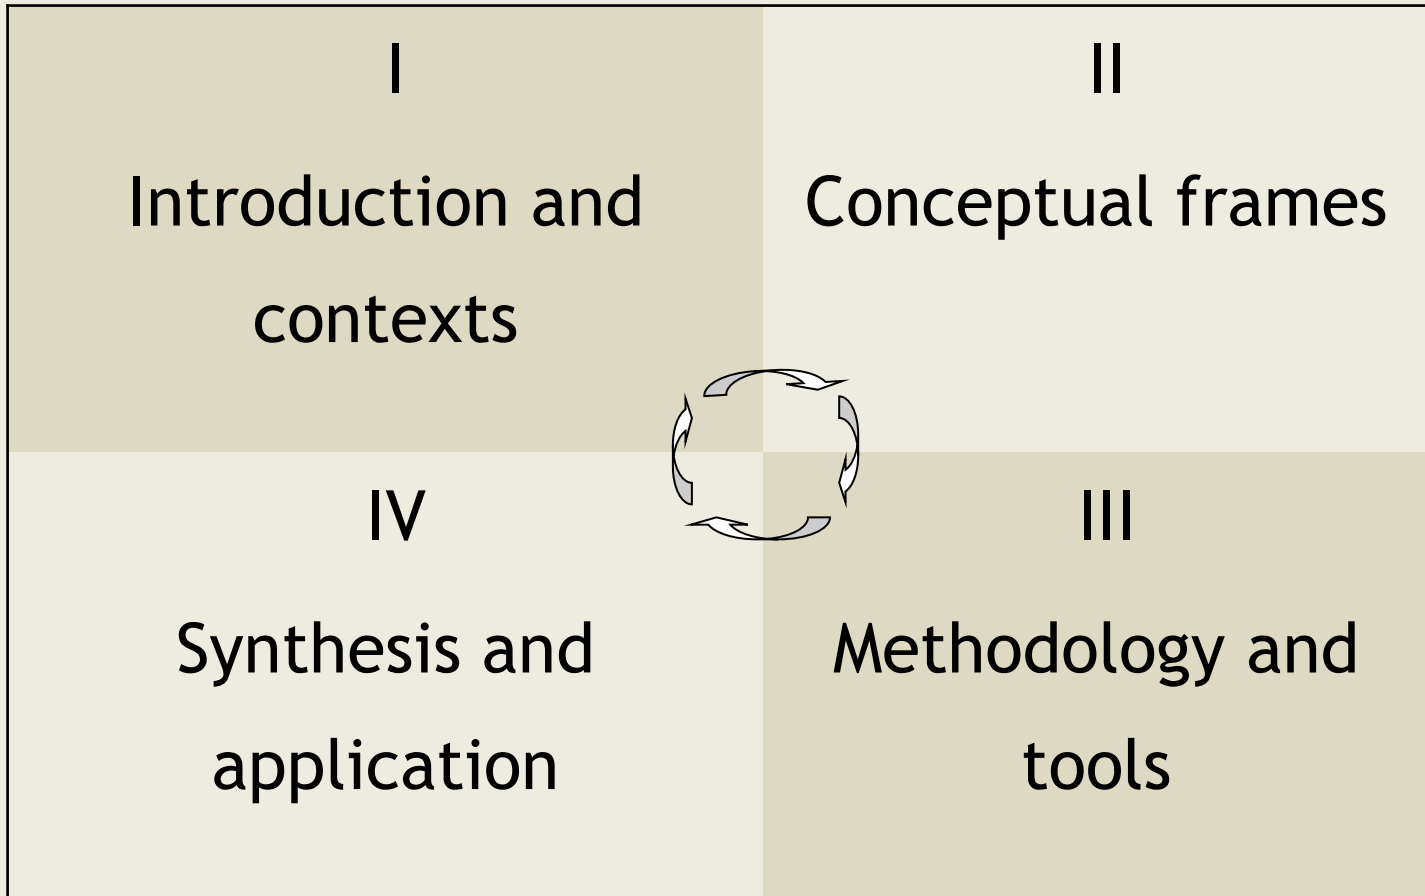 I
Introduction and
contexts
II
Conceptual frames
IV
Synthesis and
application
III
Methodology and
tools